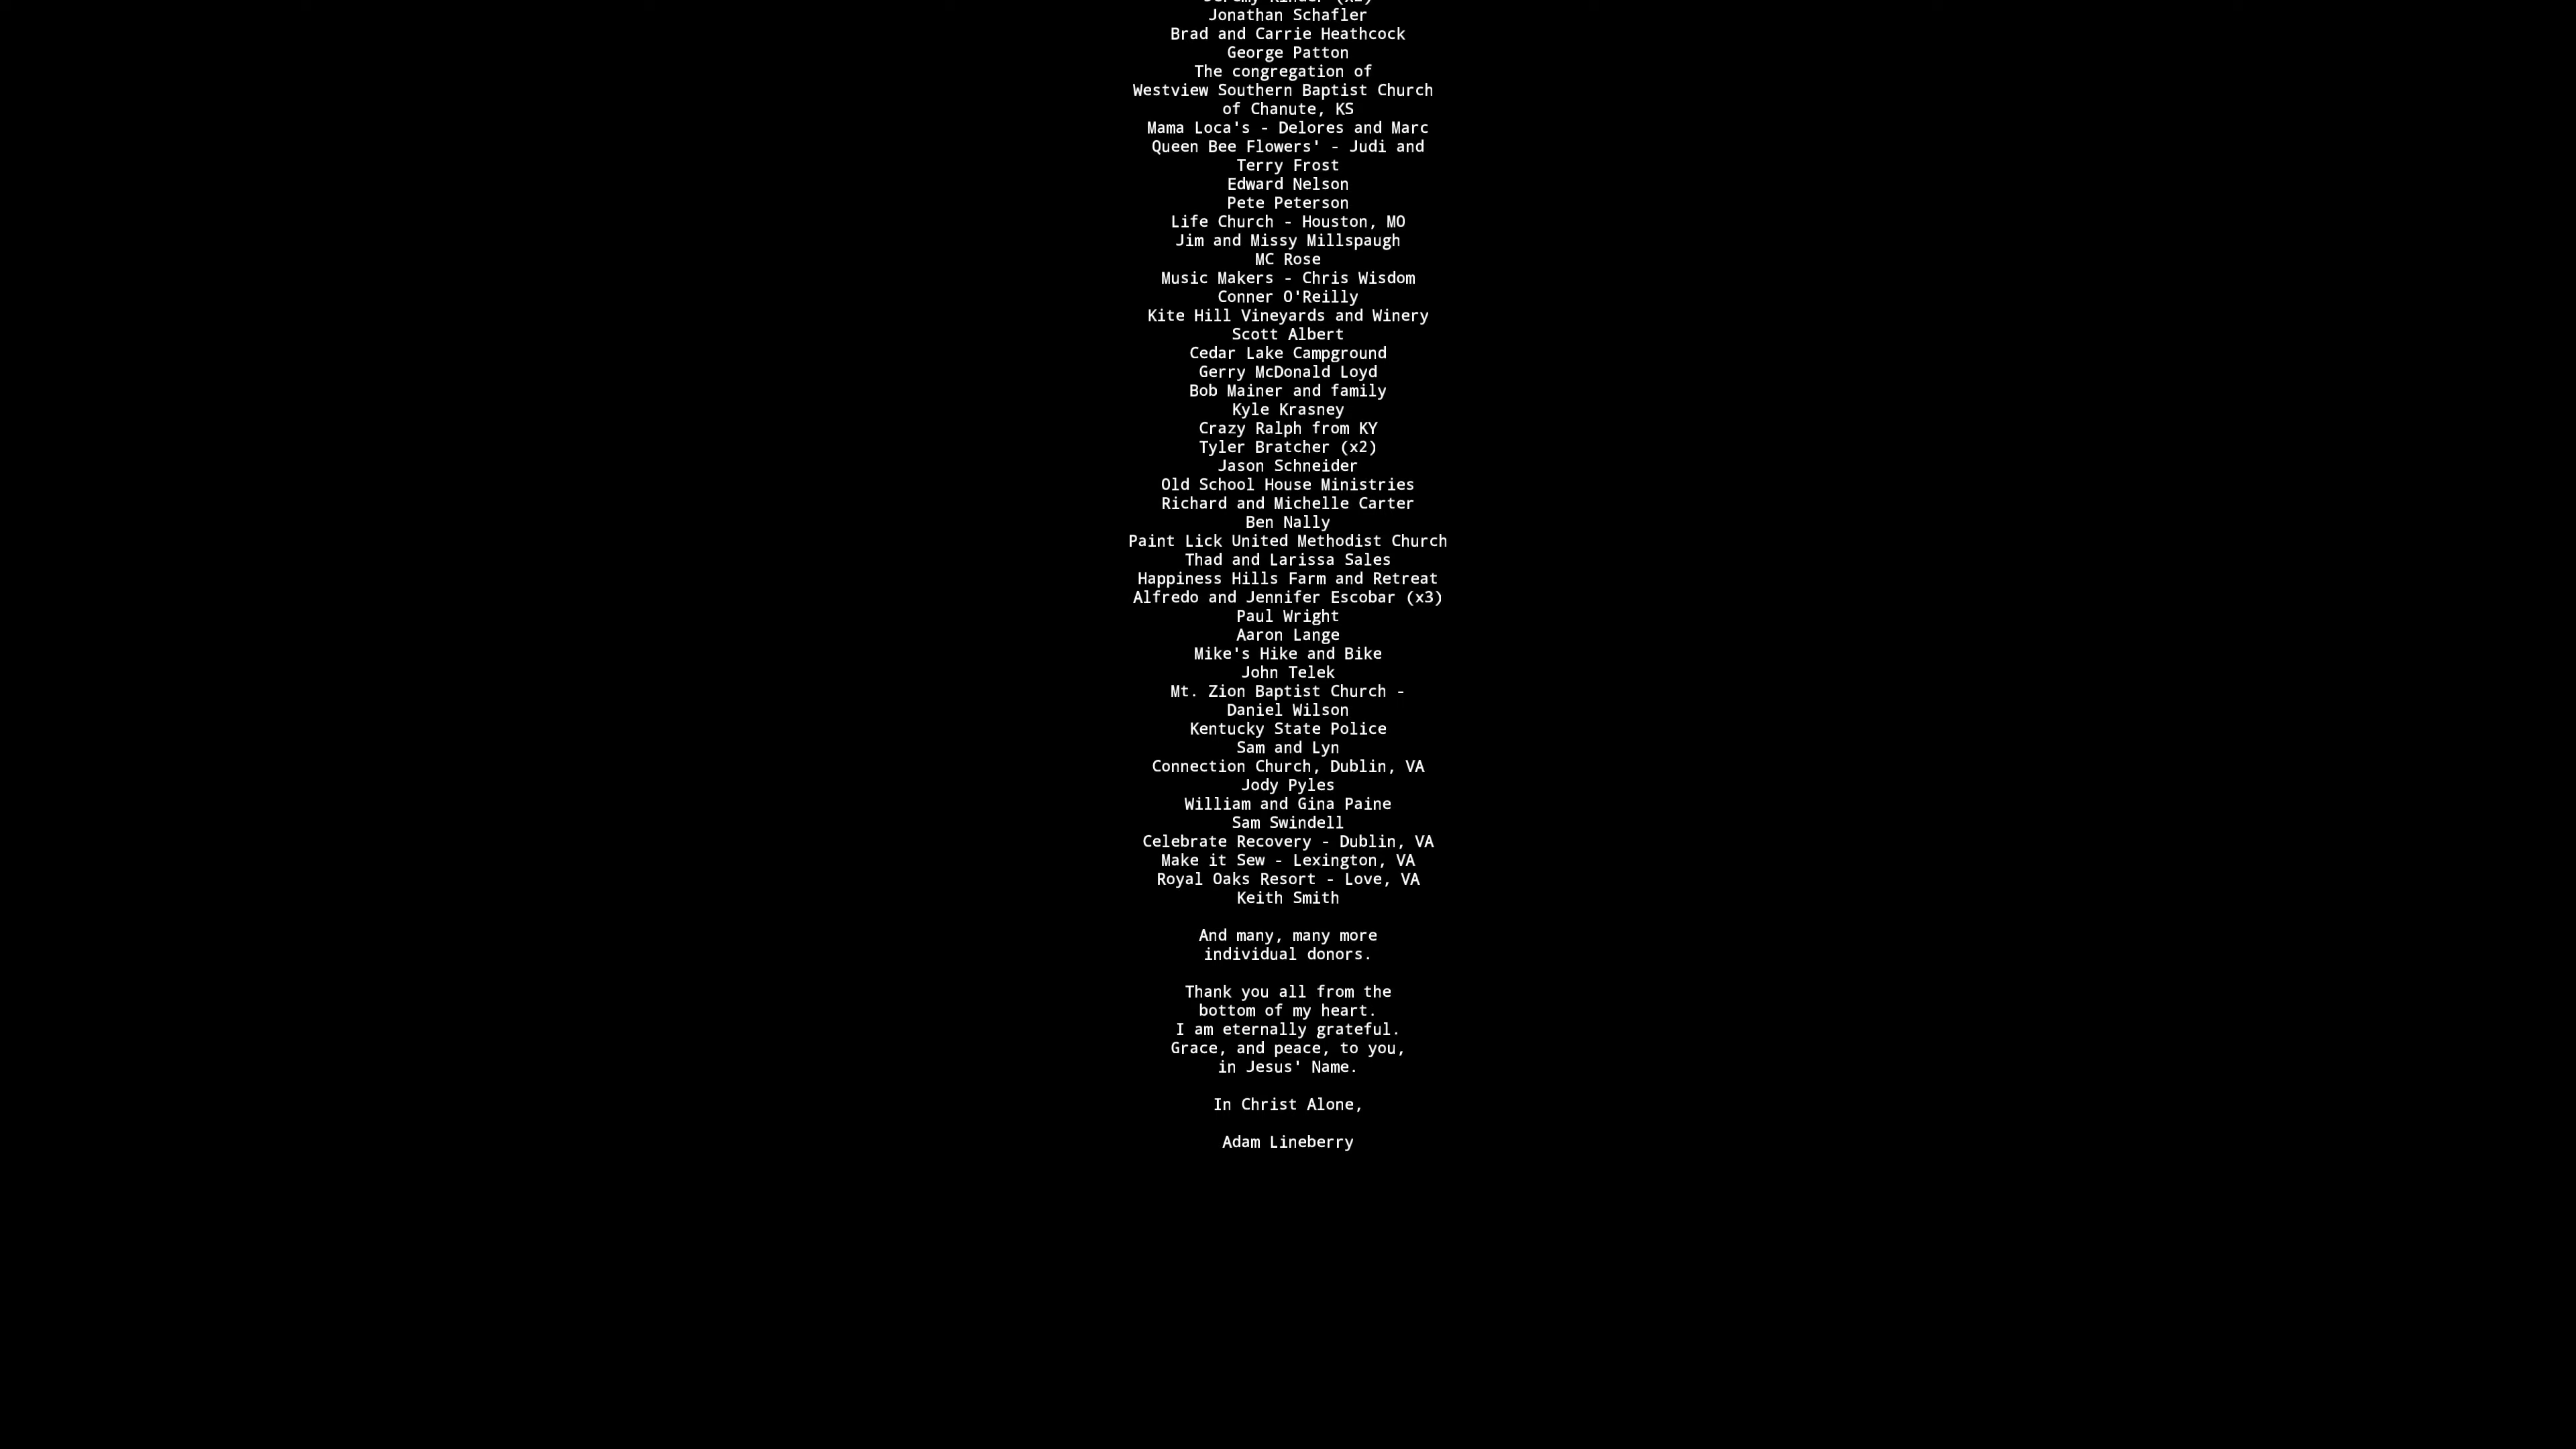 Jonathan Schafler
Brad and Carrie Heathcock
George Patton
The congregation of
Westview Southern Baptist Church
of Chanute, KS
Mama Loca's - Delores and Marc
Queen Bee Flowers' - Judi and
Terry Frost
Edward Nelson
Pete Peterson
Life Church - Houston, MO
Jim and Missy Millspaugh
MC Rose
Music Makers - Chris Wisdom
Conner O'Reilly
Kite Hill Vineyards and Winery
Scott Albert
Cedar Lake Campground
Gerry McDonald Loyd
Bob Mainer and family
Kyle Krasney
Crazy Ralph from KY
Tyler Bratcher (x2)
Jason Schneider
Old School House Ministries
Richard and Michelle Carter
Ben Nally
Paint Lick United Methodist Church
Thad and Larissa Sales
Happiness Hills Farm and Retreat
Alfredo and Jennifer Escobar (x3)
Paul Wright
Aaron Lange
Mike's Hike and Bike
John Telek
Mt. Zion Baptist Church -
Daniel Wilson
Kentucky State Police
Sam and Lyn
Connection Church, Dublin, VA
Jody Pyles
William and Gina Paine
Sam Swindell
Celebrate Recovery - Dublin, VA
Make it Sew - Lexington, VA
Royal Oaks Resort - Love, VA
Keith Smith
And many, many more
individual donors.
Thank you all from the
bottom of my heart.
I am eternally grateful.
Grace, and peace, to you,
in Jesus' Name.
In Christ Alone,
Adam Lineberry